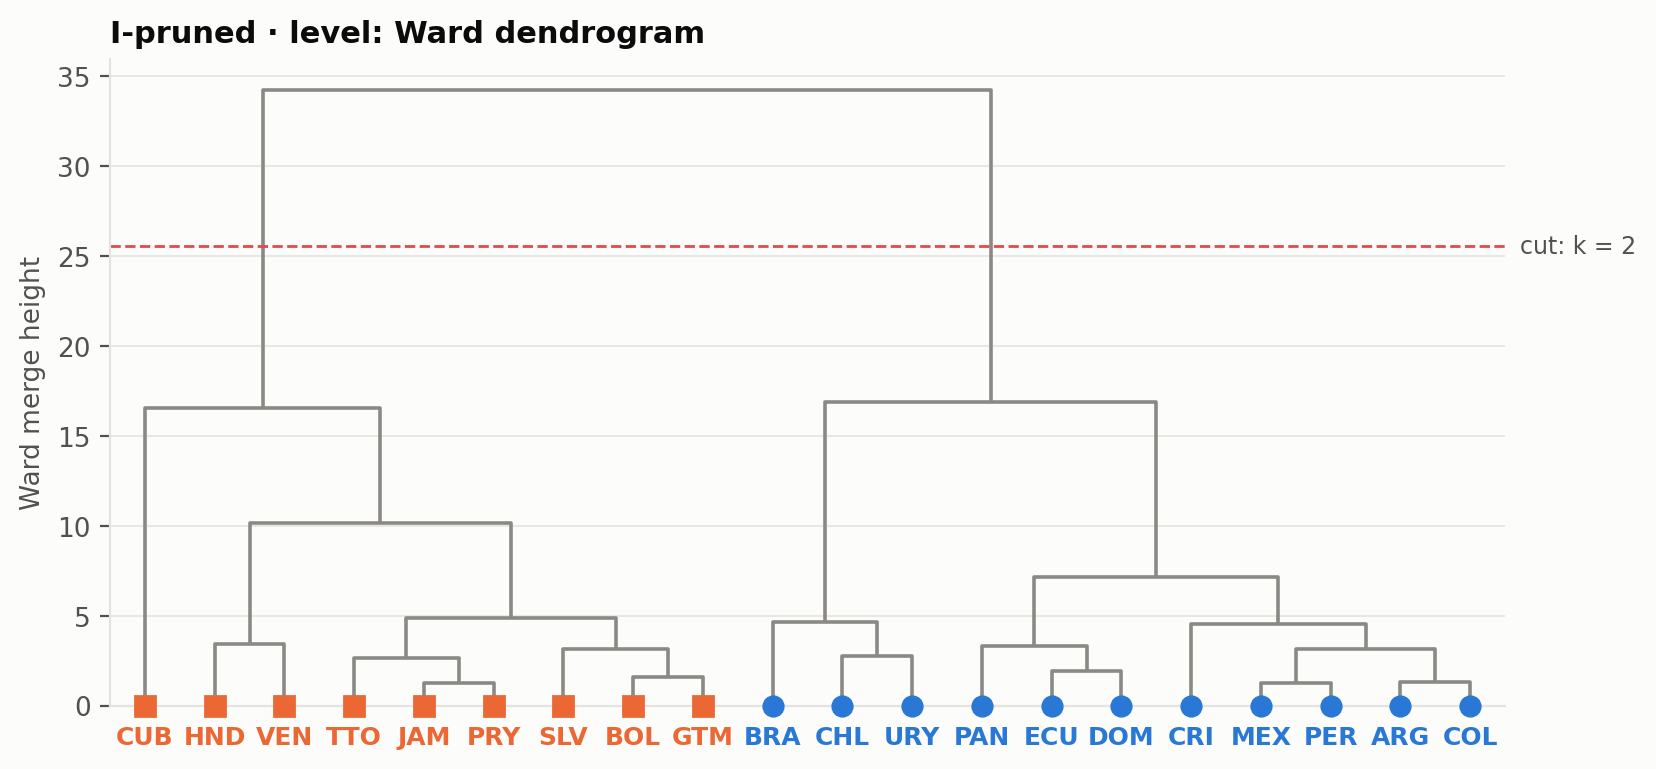 I-pruned · level: Ward dendrogram
Ward merge height
35
30
25
20
15
10
5
0
cut: k = 2
CUB HND VEN TTO JAM PRY SLV BOL GTM BRA CHL URY PAN ECU DOM CRI MEX PER ARG COL